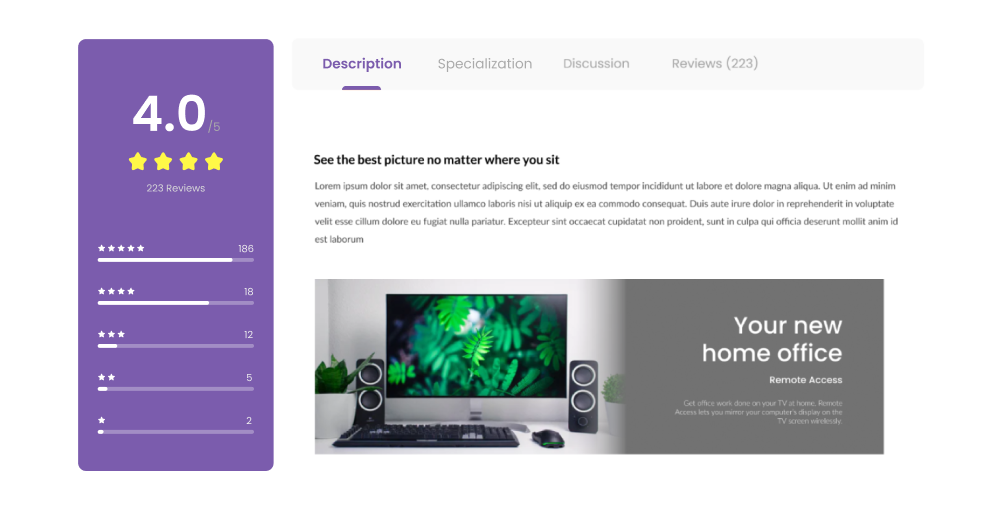 4.0/5
223 Reviews
186
18
12
5
2
Description Specialization Discussion Reviews (223)
See the best picture no matter where you sit
Lorem ipsum dolor sit amet, consectetur adipiscing elit, sed do eiusmod tempor incididunt ut labore et dolore magna aliqua. Ut enim ad minim
veniam, quis nostrud exercitation ullamco laboris nisi ut aliquip ex ea commodo consequat. Duis aute irure dolor in reprehenderit in voluptate
velit esse cillum dolore eu fugiat nulla pariatur. Excepteur sint occaecat cupidatat non proident, sunt in culpa qui officia deserunt mollit anim id
est laborum
Your new
home office
Remote Access
Get office work done on your TV at home. Remote
Access lets you mirror your computer's display on the
TV screen wirelessly.